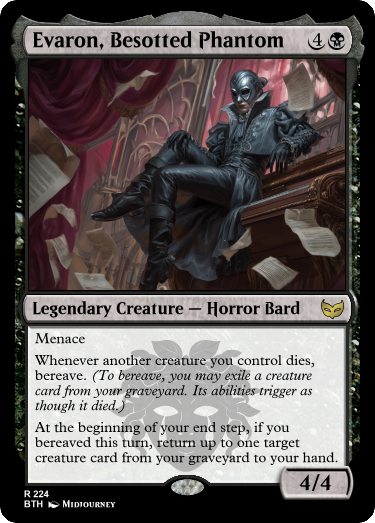 Evaron, Besotted Phantom 4
Legendary Creature — Horror Bard
Menace
Whenever another creature you control dies,
bereave. (To bereave, you may exile a creature
card from your graveyard. Its abilities trigger as
though it died.)
At the beginning of your end step, if you
bereaved this turn, return up to one target
creature card from your graveyard to your hand.
4/4
R 224
BTH Midjourney